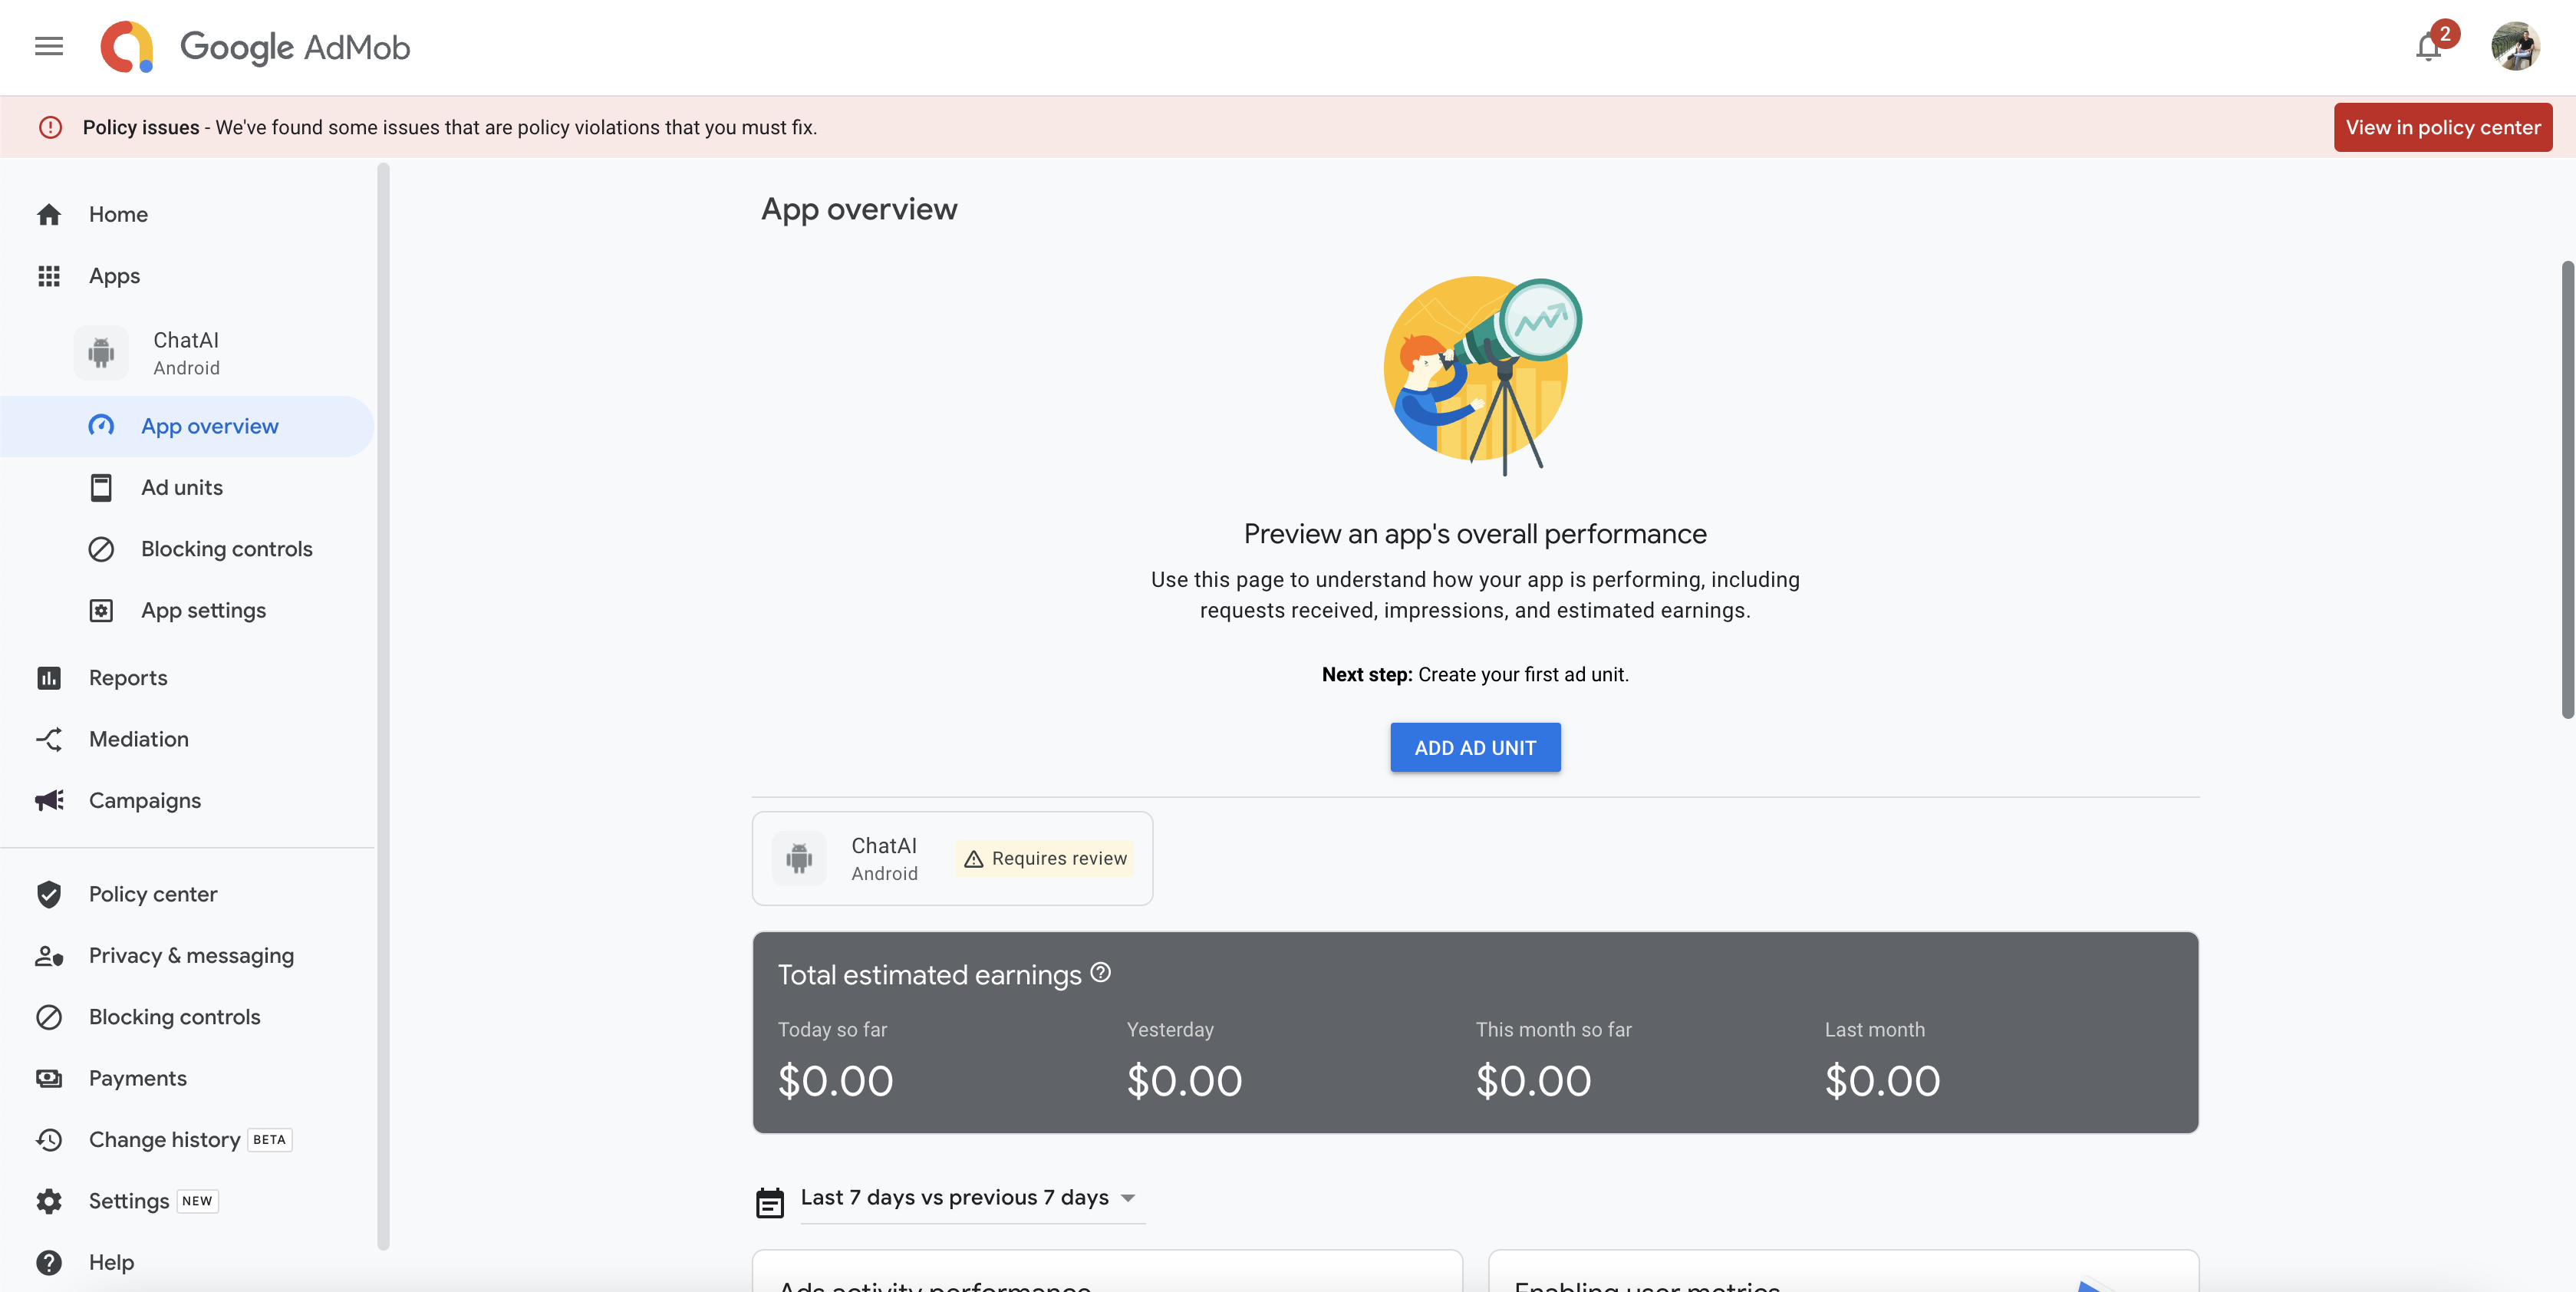 Google AdMob
2
Policy issues - We've found some issues that are policy violations that you must fix.
View in policy center
Home
Apps
ChatAI
Android
App overview
Ad units
Blocking controls
App settings
Reports
Mediation
Campaigns
Policy center
Privacy & messaging
Blocking controls
Payments
Change history BETA
Settings NEW
Help
App overview
Preview an app's overall performance
Use this page to understand how your app is performing, including
requests received, impressions, and estimated earnings.
Next step: Create your first ad unit.
ADD AD UNIT
ChatAI
Android
Requires review
Total estimated earnings
Today so far
$0.00
Yesterday
$0.00
This month so far
$0.00
Last month
$0.00
Last 7 days vs previous 7 days
Ads activity performance
Enabling user metrics